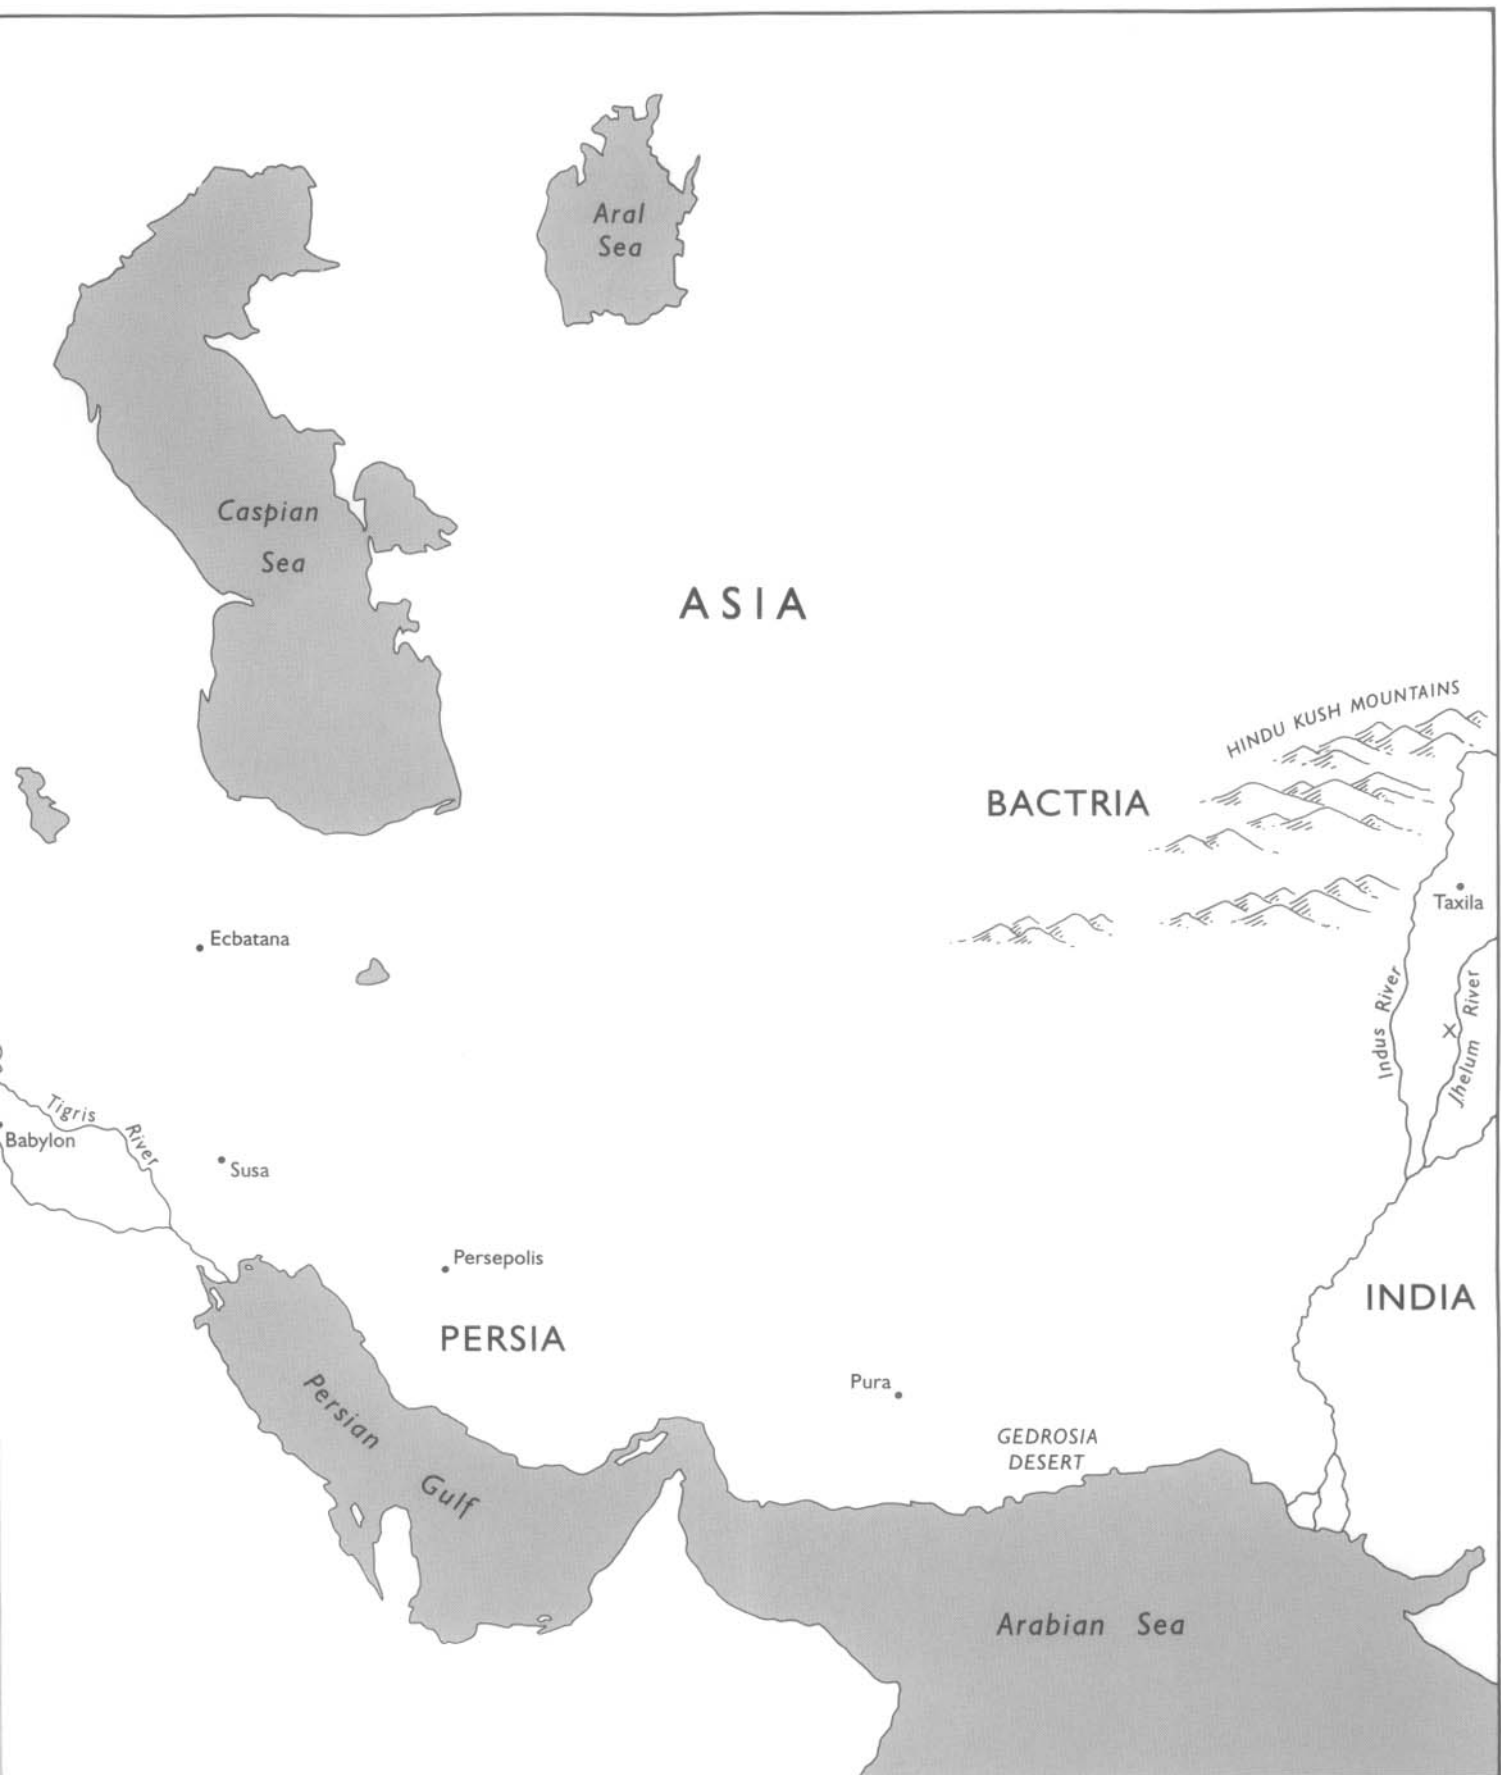 Aral
Sea
Caspian
Sea
ASIA
HINDU KUSH MOUNTAINS
BACTRIA
Taxila
Ecbatana
Indus River
Jhelum River
X
Tigris River
Babylon
Susa
Persepolis
INDIA
PERSIA
Pura
Persian
Gulf
GEDROSIA
DESERT
Arabian Sea